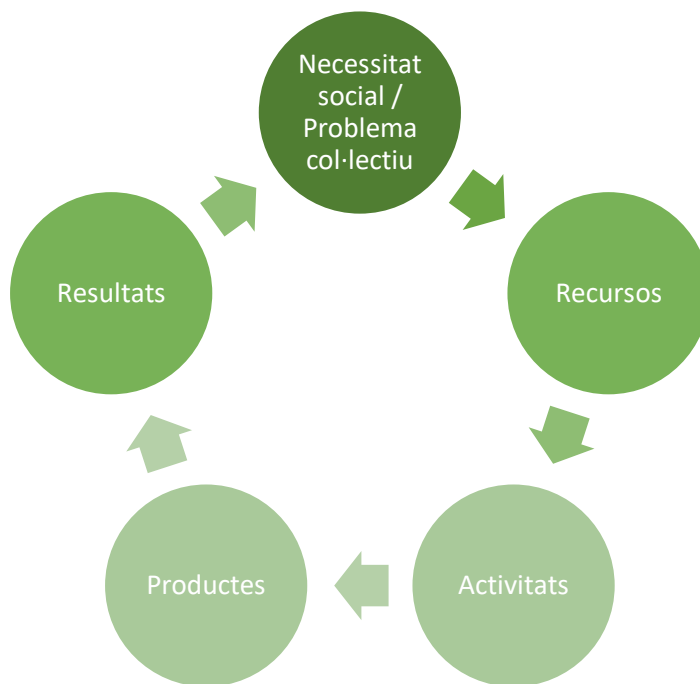 Necessitat
social /
Problema
col·lectiu
Recursos
Activitats
Productes
Resultats